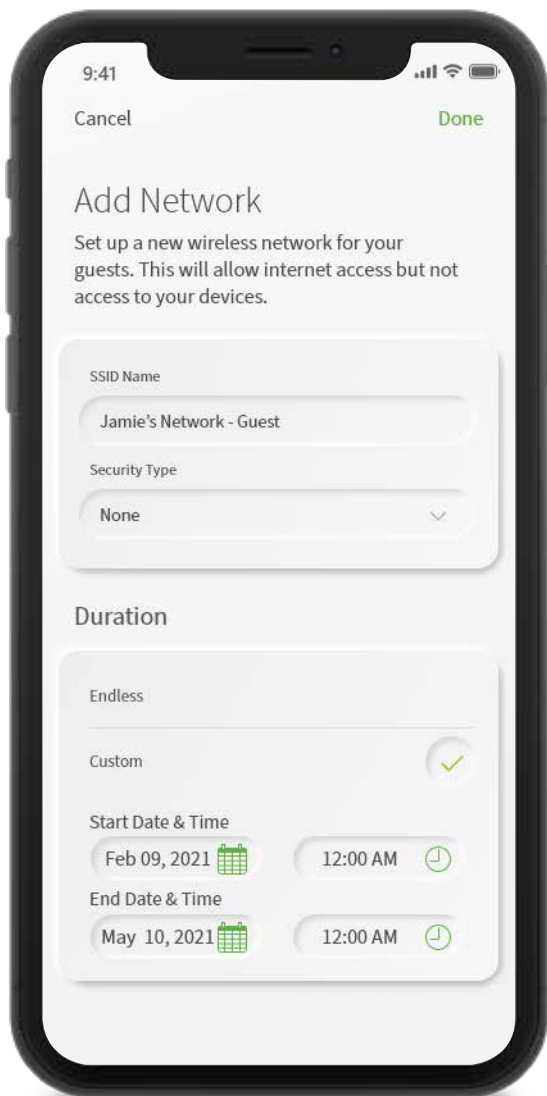 9:41
Cancel Done
Add Network
Set up a new wireless network for your
guests. This will allow internet access but not
access to your devices.
SSID Name
Jamie’s Network - Guest
Security Type
None
Duration
Endless
Custom
Start Date & Time
Feb 09, 2021 12:00 AM
End Date & Time
May 10, 2021 12:00 AM